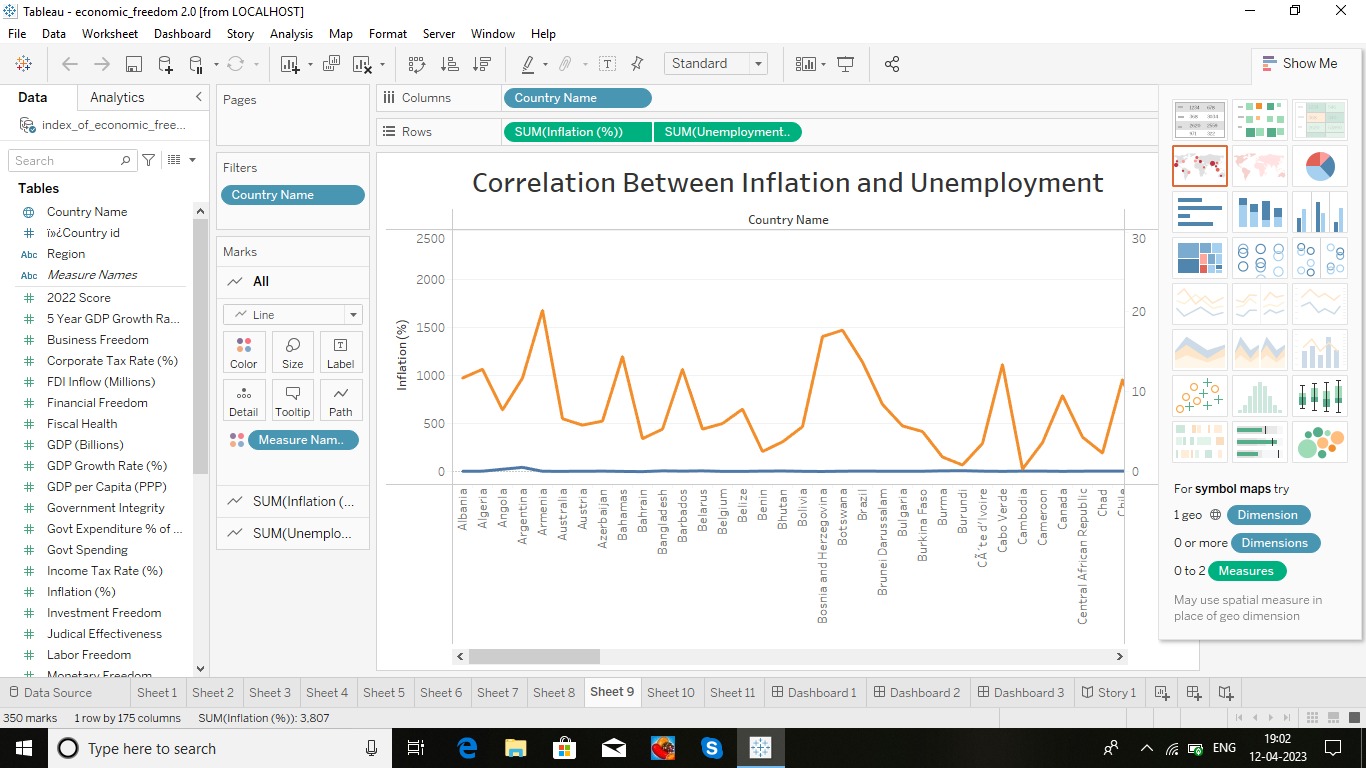 Tableau - economic_freedom 2.0 [from LOCALHOST]
File Data Worksheet Dashboard Story Analysis Map Format Server Window Help
Standard
Show Me
Data Analytics
index_of_economic_free...
Search
Tables
Country Name
ï»¿Country id
Region
Measure Names
2022 Score
5 Year GDP Growth Ra...
Business Freedom
Corporate Tax Rate (%)
FDI Inflow (Millions)
Financial Freedom
Fiscal Health
GDP (Billions)
GDP Growth Rate (%)
GDP per Capita (PPP)
Government Integrity
Govt Expenditure % of ...
Govt Spending
Income Tax Rate (%)
Inflation (%)
Investment Freedom
Judical Effectiveness
Labor Freedom
Monetary Freedom
Pages
Filters
Country Name
Marks
All
Line
Color Size Label
Detail Tooltip Path
Measure Nam..
SUM(Inflation (...
SUM(Unemplo...
Columns Country Name
Rows SUM(Inflation (%)) SUM(Unemployment..
Correlation Between Inflation and Unemployment
Country Name
Inflation (%)
2500
2000
1500
1000
500
0
30
20
10
0
Albania
Algeria
Angola
Argentina
Armenia
Australia
Austria
Azerbaijan
Bahamas
Bahrain
Bangladesh
Barbados
Belarus
Belgium
Belize
Benin
Bhutan
Bolivia
Bosnia and Herzegovina
Botswana
Brazil
Brunei Darussalam
Bulgaria
Burkina Faso
Burma
Burundi
CÃ´te d'Ivoire
Cabo Verde
Cambodia
Cameroon
Canada
Central African Republic
Chad
Chile
For symbol maps try
1 geo Dimension
0 or more Dimensions
0 to 2 Measures
May use spatial measure in
place of geo dimension
Data Source Sheet 1 Sheet 2 Sheet 3 Sheet 4 Sheet 5 Sheet 6 Sheet 7 Sheet 8 Sheet 9 Sheet 10 Sheet 11 Dashboard 1 Dashboard 2 Dashboard 3 Story 1
350 marks 1 row by 175 columns SUM(Inflation (%)): 3,807
Type here to search
ENG
19:02
12-04-2023